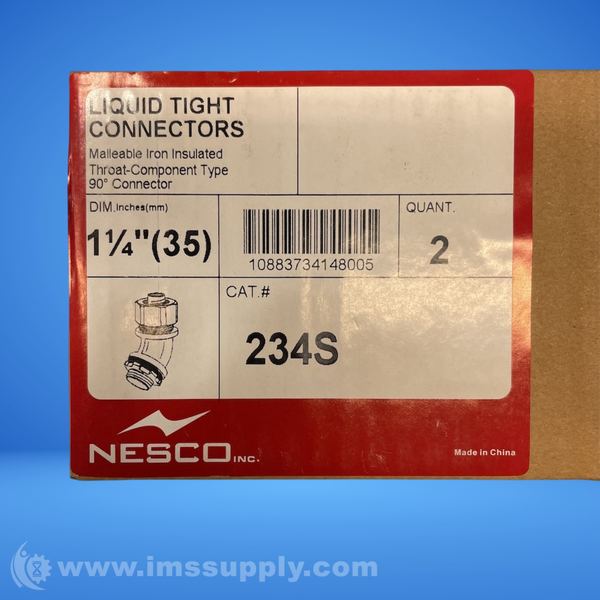 LIQUID TIGHT
CONNECTORS
Malleable Iron Insulated
Throat-Component Type
90° Connector
DIM.Inches(mm)
1¼"(35)
10883734148005
QUANT.
2
CAT.#
234S
NESCO INC.
Made in China
www.imssupply.com